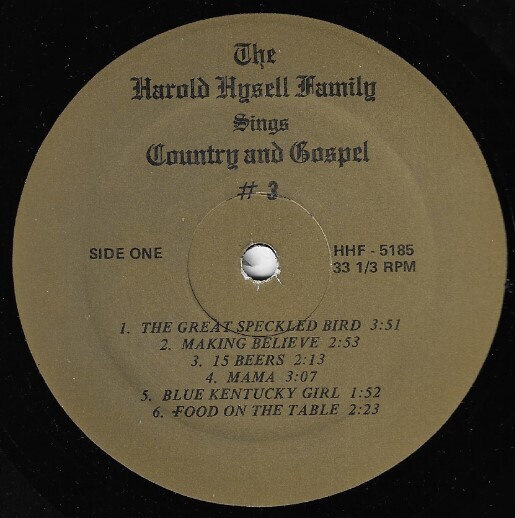 The
Harold Hysell Family
Sings
Country and Gospel
# 3
SIDE ONE
HHF - 5185
33 1/3 RPM
1. THE GREAT SPECKLED BIRD 3:51
2. MAKING BELIEVE 2:53
3. 15 BEERS 2:13
4. MAMA 3:07
5. BLUE KENTUCKY GIRL 1:52
6. FOOD ON THE TABLE 2:23